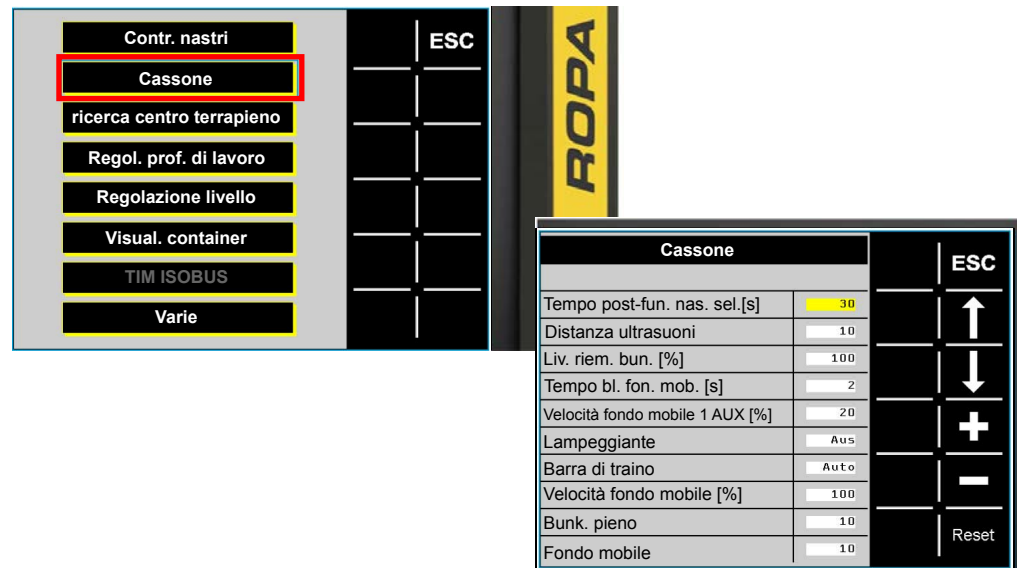 Contr. nastri
ESC
Cassone
ricerca centro terrapieno
Regol. prof. di lavoro
Regolazione livello
Visual. container
TIM ISOBUS
Varie
ROPA
Cassone
ESC
Tempo post-fun. nas. sel.[s] 30
Distanza ultrasuoni 10
Liv. riem. bun. [%] 100
Tempo bl. fon. mob. [s] 2
Velocità fondo mobile 1 AUX [%] 20
Lampeggiante Aus
Barra di traino Auto
Velocità fondo mobile [%] 100
Bunk. pieno 10
Reset
Fondo mobile 10